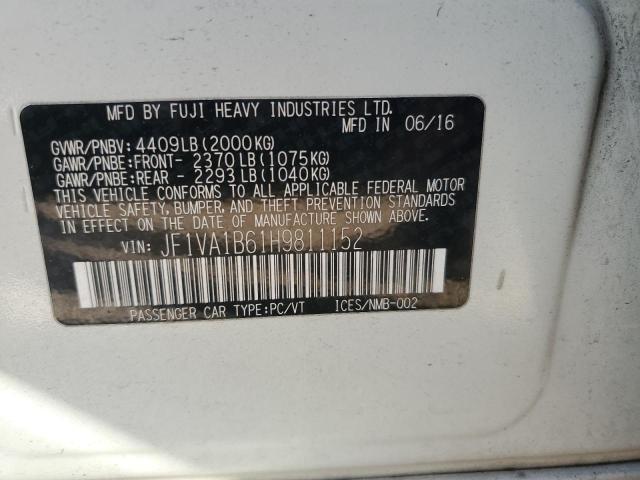 MFD BY FUJI HEAVY INDUSTRIES LTD.
MFD IN 06/16
GVWR/PNBV: 4409LB (2000KG)
GAWR/PNBE:FRONT- 2370LB (1075KG)
GAWR/PNBE:REAR - 2293LB (1040KG)
THIS VEHICLE CONFORMS TO ALL APPLICABLE FEDERAL MOTOR
VEHICLE SAFETY, BUMPER, AND THEFT PREVENTION STANDARDS
IN EFFECT ON THE DATE OF MANUFACTURE SHOWN ABOVE.
VIN: JF1VA1B61H9811152
PASSENGER CAR TYPE:PC/VT ICES/NMB-002